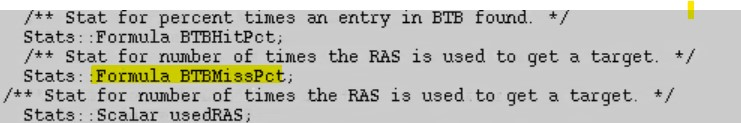 /** Stat for percent times an entry in BTB found. */
Stats::Formula BTBHitPct;
/** Stat for number of times the RAS is used to get a target. */
Stats::Formula BTBMissPct;
/** Stat for number of times the RAS is used to get a target. */
Stats::Scalar usedRAS;